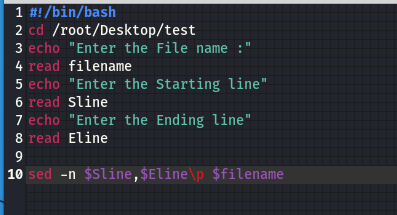 1 #!/bin/bash
2 cd /root/Desktop/test
3 echo "Enter the File name :"
4 read filename
5 echo "Enter the Starting line"
6 read Sline
7 echo "Enter the Ending line"
8 read Eline
9
10 sed -n $Sline,$Eline\p $filename